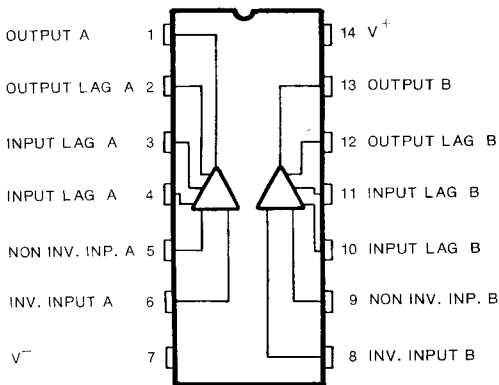 OUTPUT A 1
14 V+
OUTPUT LAG A 2
13 OUTPUT B
INPUT LAG A 3
12 OUTPUT LAG B
INPUT LAG A 4
11 INPUT LAG B
NON INV. INP. A 5
10 INPUT LAG B
INV. INPUT A 6
9 NON INV. INP. B
V− 7
8 INV. INPUT B